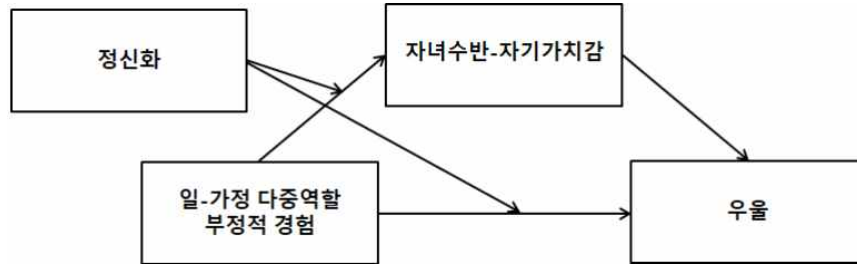 정신화
자녀수반-자기가치감
일-가정 다중역할
부정적 경험
우울